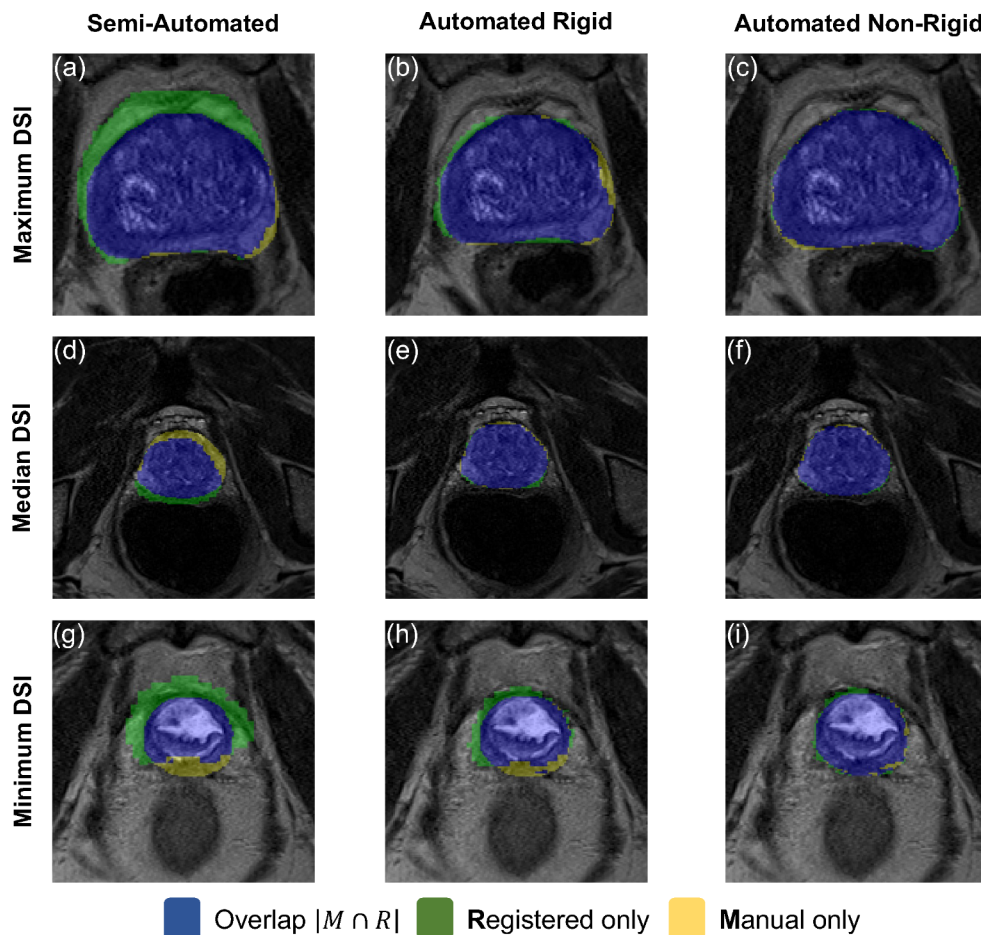 Semi-Automated Automated Rigid Automated Non-Rigid
Maximum DSI
(a) (b) (c)
Median DSI
(d) (e) (f)
Minimum DSI
(g) (h) (i)
Overlap |M ∩ R| Registered only Manual only